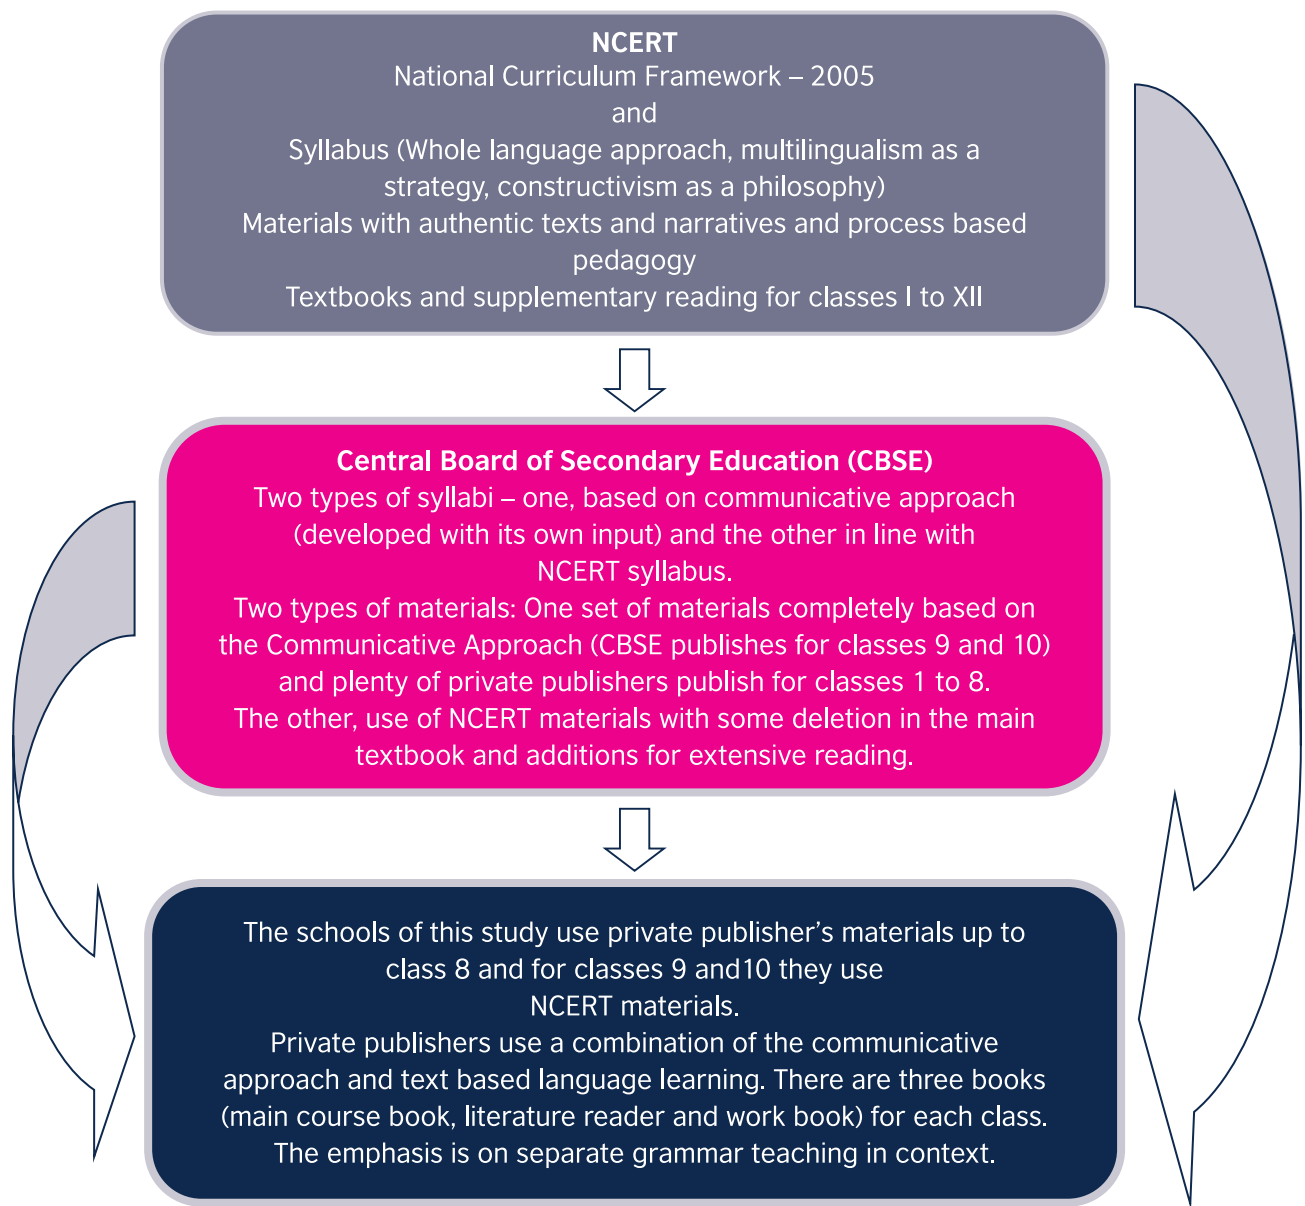 NCERT
National Curriculum Framework – 2005
and
Syllabus (Whole language approach, multilingualism as a
strategy, constructivism as a philosophy)
Materials with authentic texts and narratives and process based
pedagogy
Textbooks and supplementary reading for classes I to XII
Central Board of Secondary Education (CBSE)
Two types of syllabi – one, based on communicative approach
(developed with its own input) and the other in line with
NCERT syllabus.
Two types of materials: One set of materials completely based on
the Communicative Approach (CBSE publishes for classes 9 and 10)
and plenty of private publishers publish for classes 1 to 8.
The other, use of NCERT materials with some deletion in the main
textbook and additions for extensive reading.
The schools of this study use private publisher’s materials up to
class 8 and for classes 9 and10 they use
NCERT materials.
Private publishers use a combination of the communicative
approach and text based language learning. There are three books
(main course book, literature reader and work book) for each class.
The emphasis is on separate grammar teaching in context.